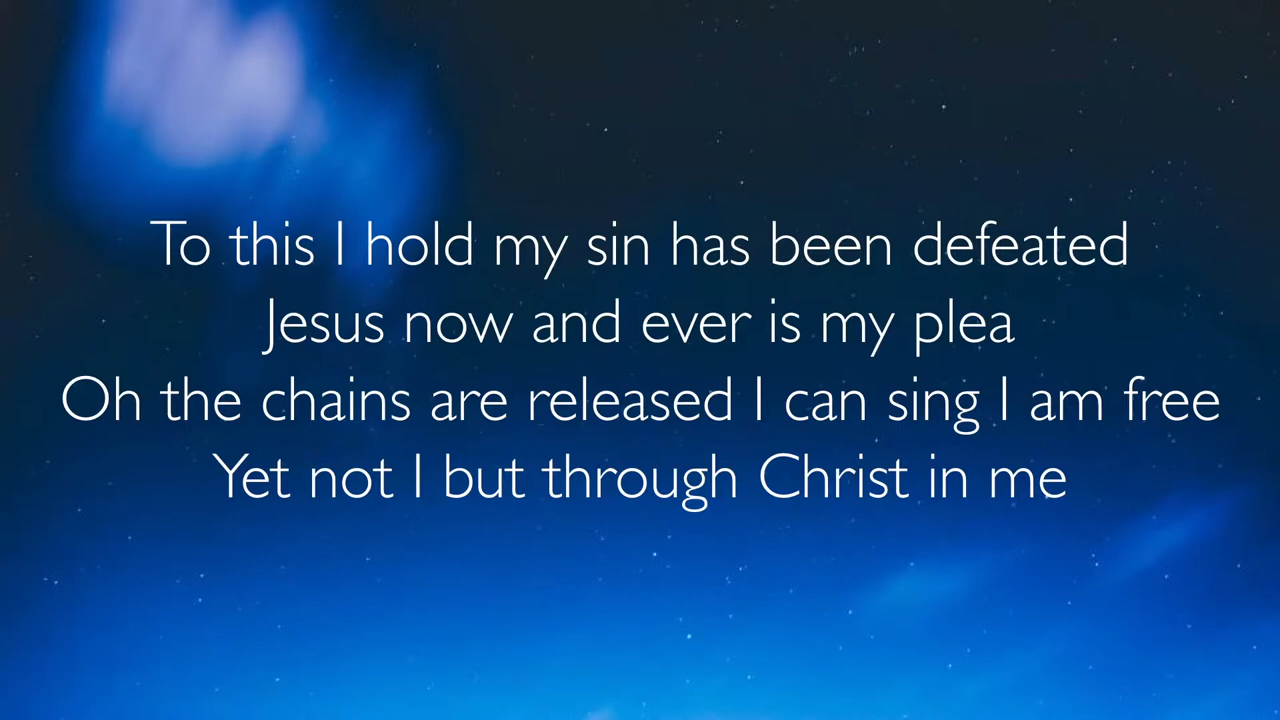 To this I hold my sin has been defeated
Jesus now and ever is my plea
Oh the chains are released I can sing I am free
Yet not I but through Christ in me